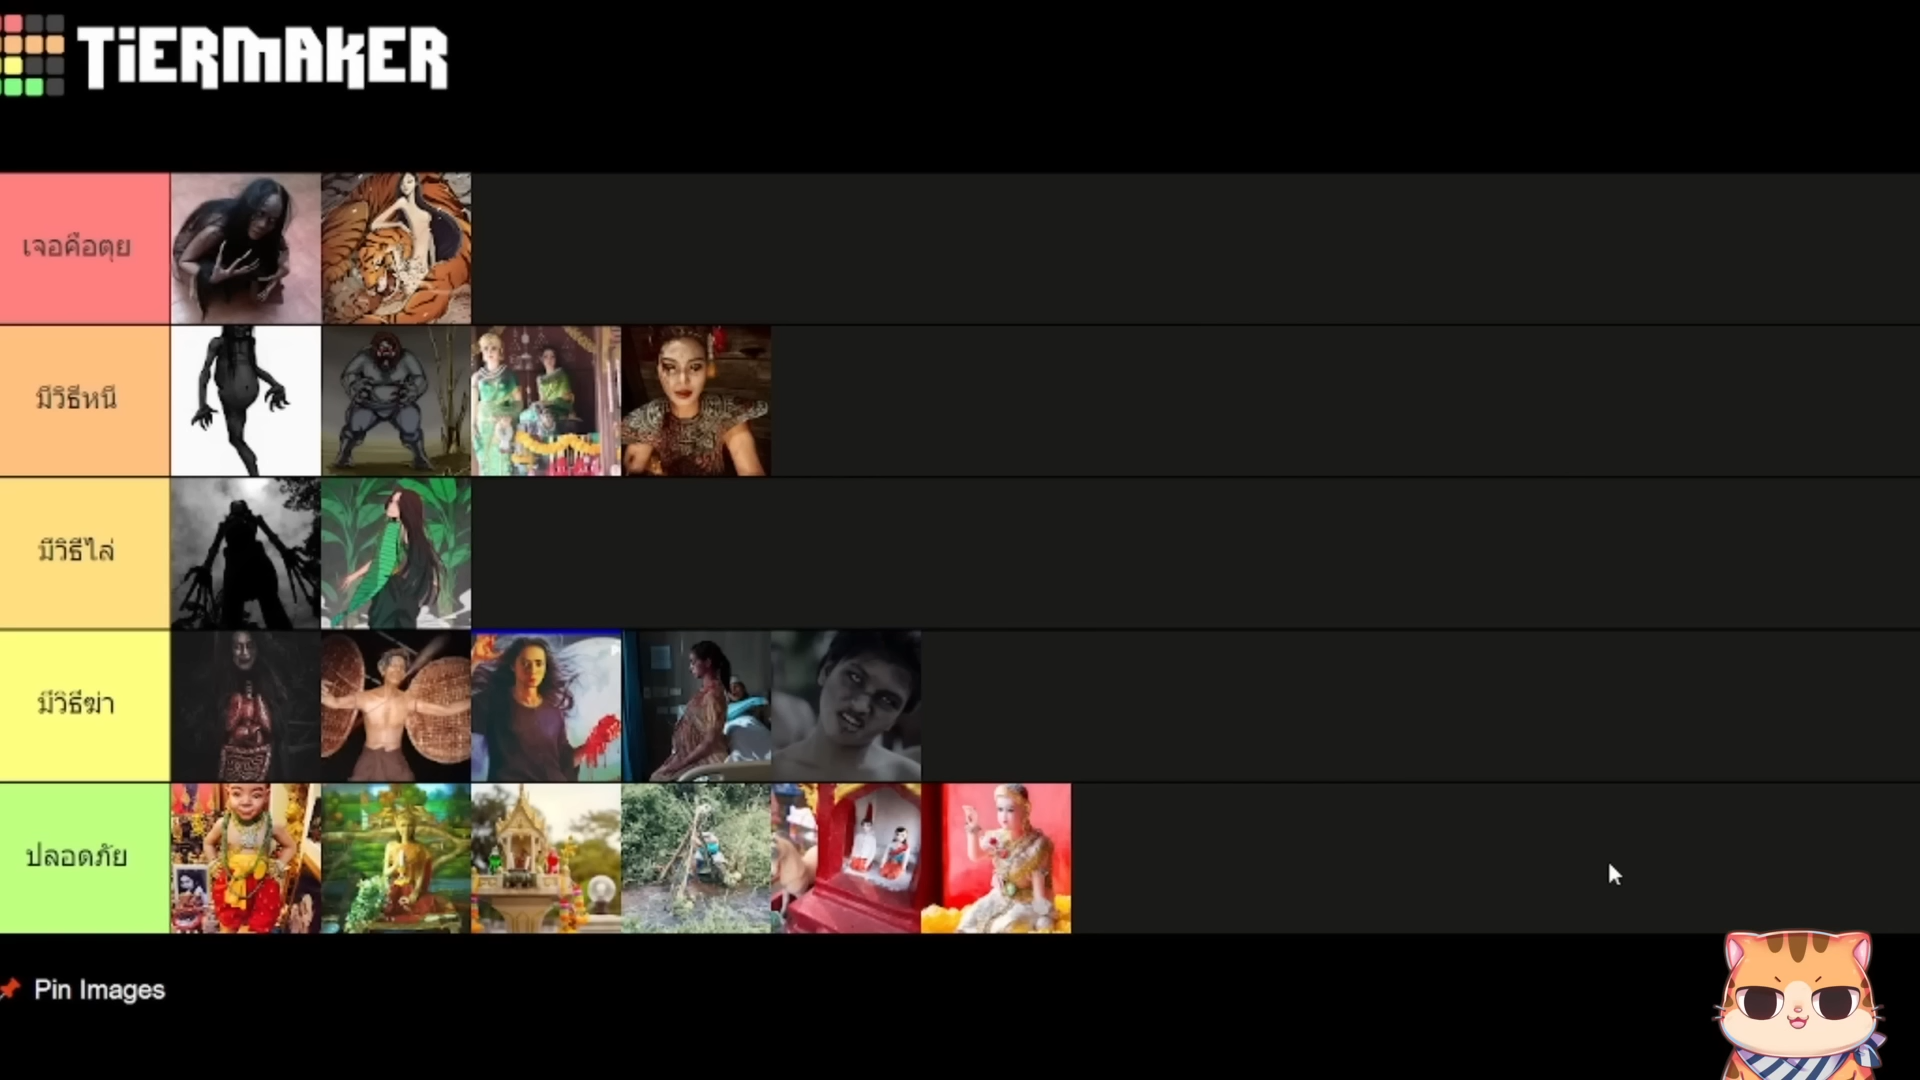 TiERMAKER
เจอคือตุย
มีวิธีหนี
มีวิธีไล่
มีวิธีฆ่า
ปลอดภัย
Pin Images